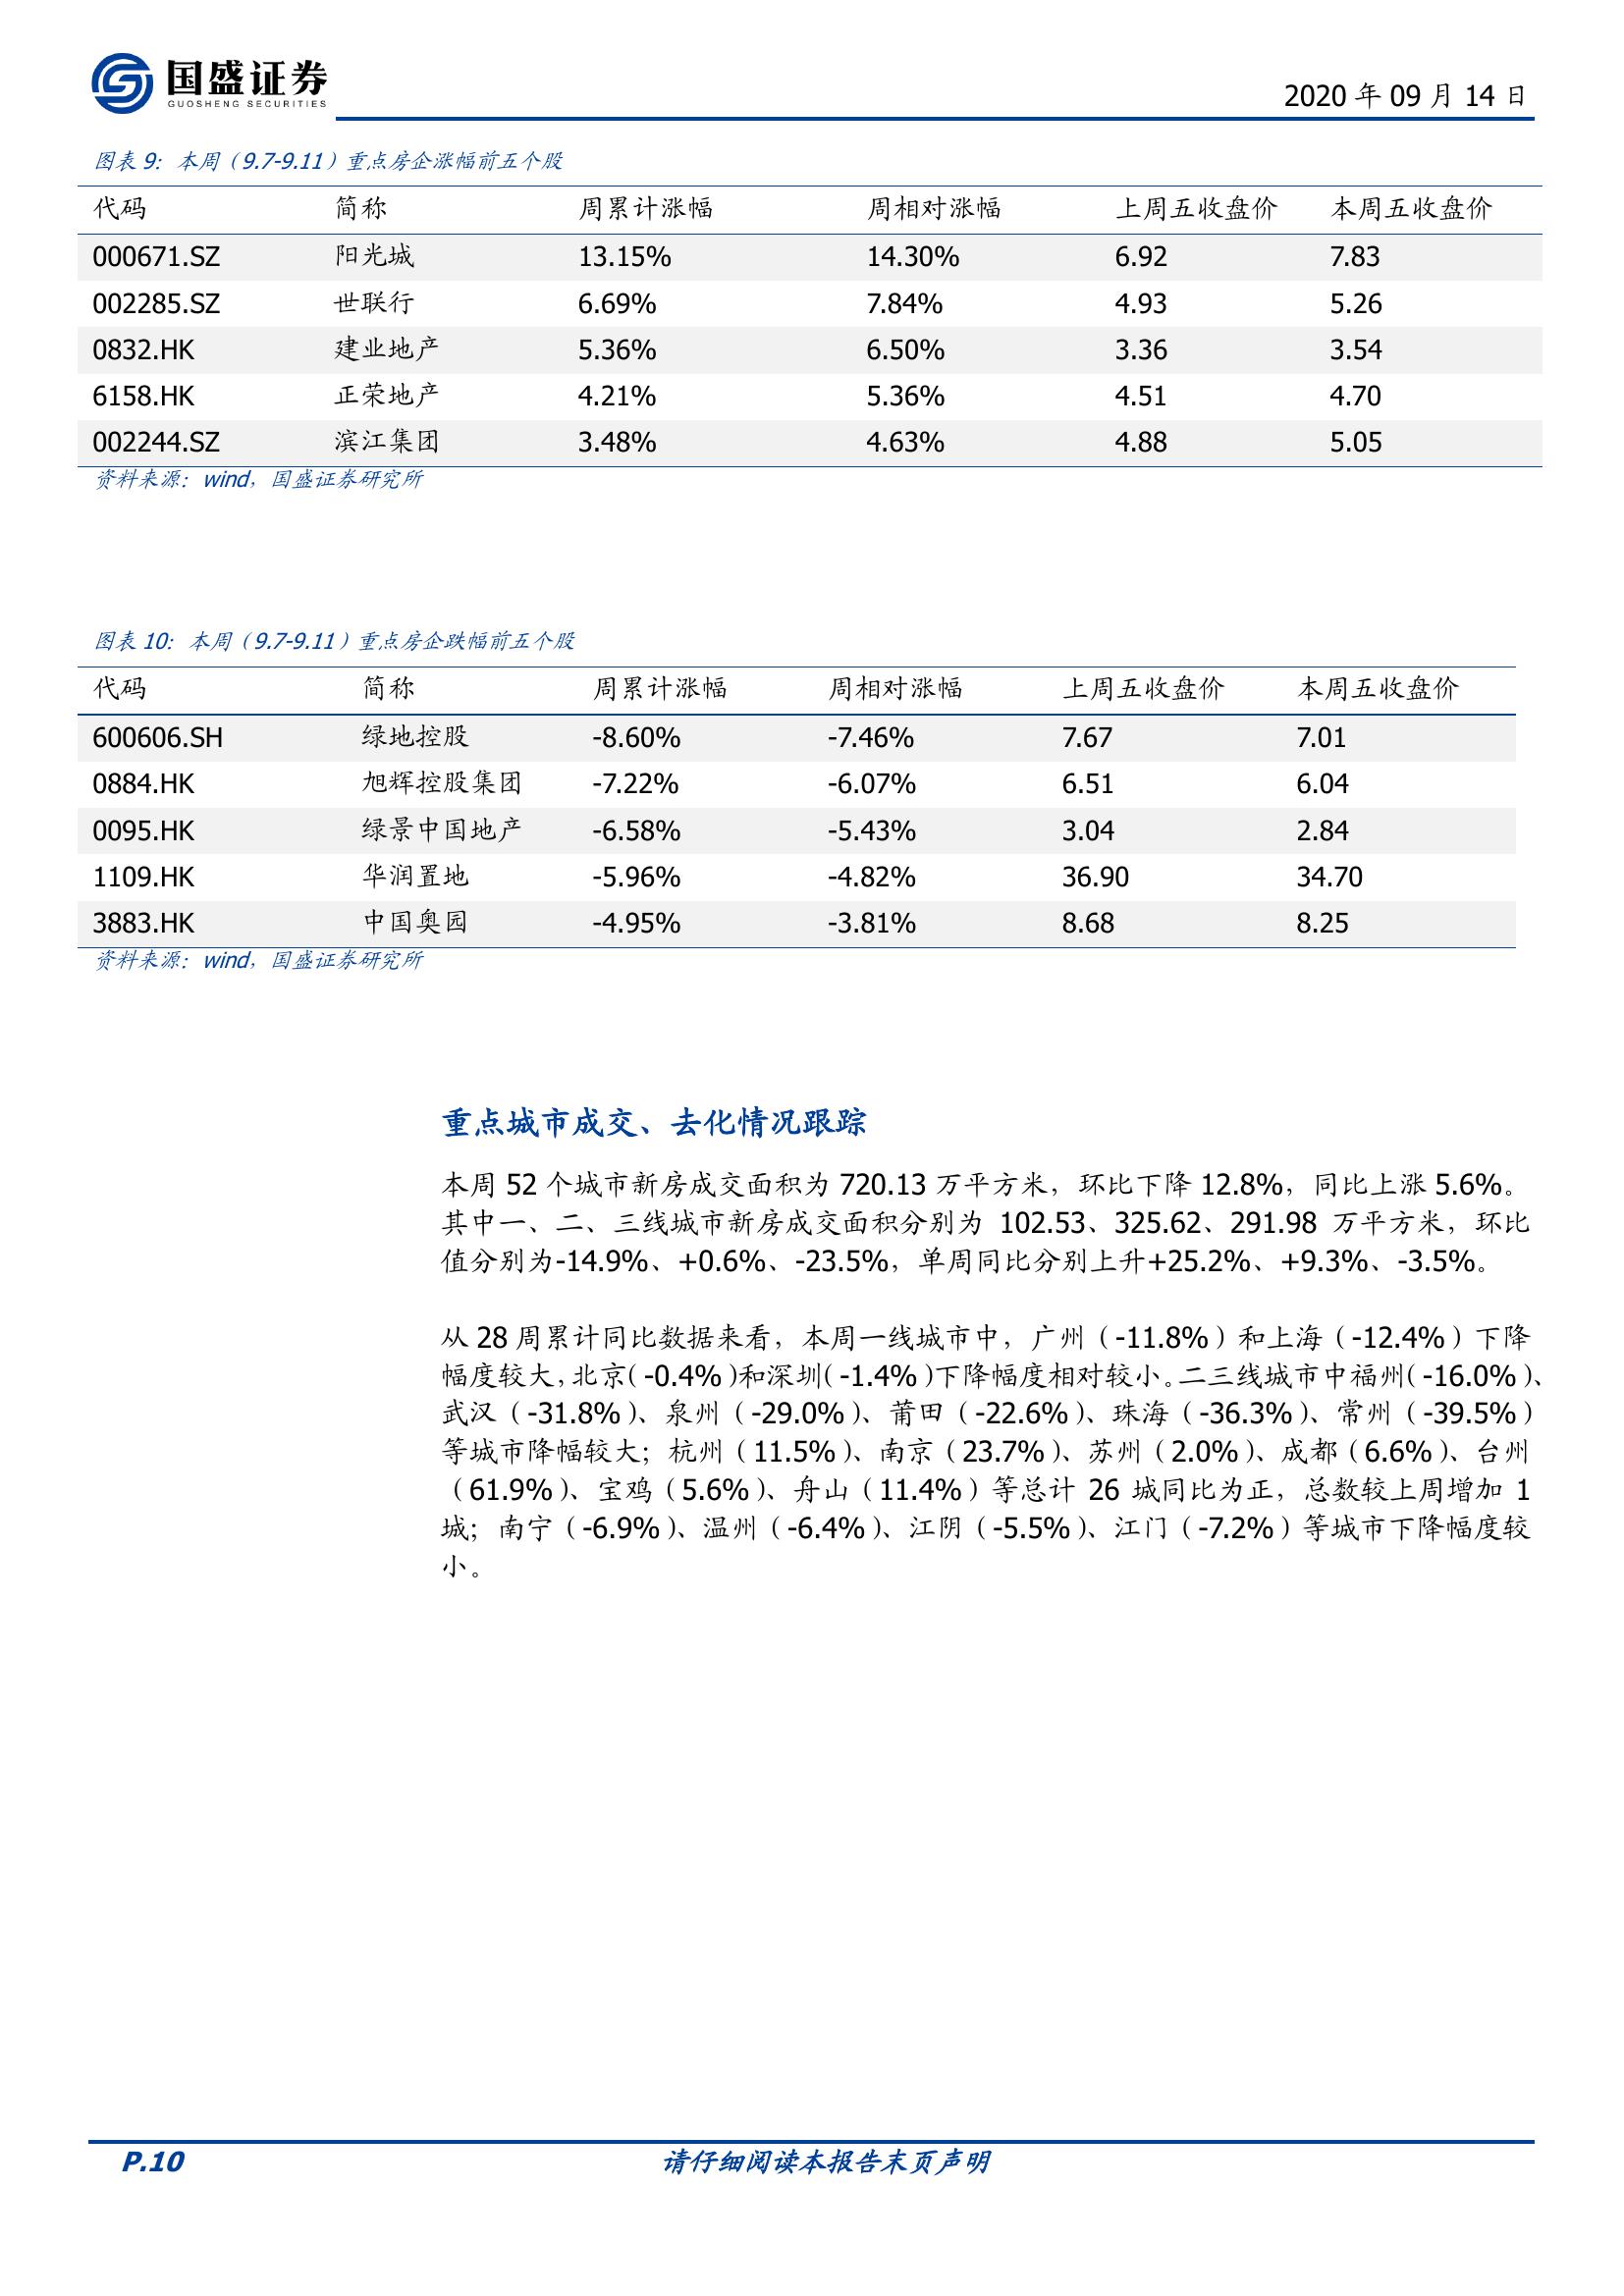 国盛证券
GUOSHENG SECURITIES
2020 年 09 月 14 日
图表 9：本周（9.7-9.11）重点房企涨幅前五个股
代码 简称 周累计涨幅 周相对涨幅 上周五收盘价 本周五收盘价
000671.SZ 阳光城 13.15% 14.30% 6.92 7.83
002285.SZ 世联行 6.69% 7.84% 4.93 5.26
0832.HK 建业地产 5.36% 6.50% 3.36 3.54
6158.HK 正荣地产 4.21% 5.36% 4.51 4.70
002244.SZ 滨江集团 3.48% 4.63% 4.88 5.05
资料来源：wind，国盛证券研究所
图表 10：本周（9.7-9.11）重点房企跌幅前五个股
代码 简称 周累计涨幅 周相对涨幅 上周五收盘价 本周五收盘价
600606.SH 绿地控股 -8.60% -7.46% 7.67 7.01
0884.HK 旭辉控股集团 -7.22% -6.07% 6.51 6.04
0095.HK 绿景中国地产 -6.58% -5.43% 3.04 2.84
1109.HK 华润置地 -5.96% -4.82% 36.90 34.70
3883.HK 中国奥园 -4.95% -3.81% 8.68 8.25
资料来源：wind，国盛证券研究所
重点城市成交、去化情况跟踪
本周 52 个城市新房成交面积为 720.13 万平方米，环比下降 12.8%，同比上涨 5.6%。
其中一、二、三线城市新房成交面积分别为 102.53、325.62、291.98 万平方米，环比
值分别为-14.9%、+0.6%、-23.5%，单周同比分别上升+25.2%、+9.3%、-3.5%。
从 28 周累计同比数据来看，本周一线城市中，广州（-11.8%）和上海（-12.4%）下降
幅度较大，北京（-0.4%）和深圳（-1.4%）下降幅度相对较小。二三线城市中福州（-16.0%）、
武汉（-31.8%）、泉州（-29.0%）、莆田（-22.6%）、珠海（-36.3%）、常州（-39.5%）
等城市降幅较大；杭州（11.5%）、南京（23.7%）、苏州（2.0%）、成都（6.6%）、台州
（61.9%）、宝鸡（5.6%）、舟山（11.4%）等总计 26 城同比为正，总数较上周增加 1
城；南宁（-6.9%）、温州（-6.4%）、江阴（-5.5%）、江门（-7.2%）等城市下降幅度较
小。
P.10 请仔细阅读本报告末页声明